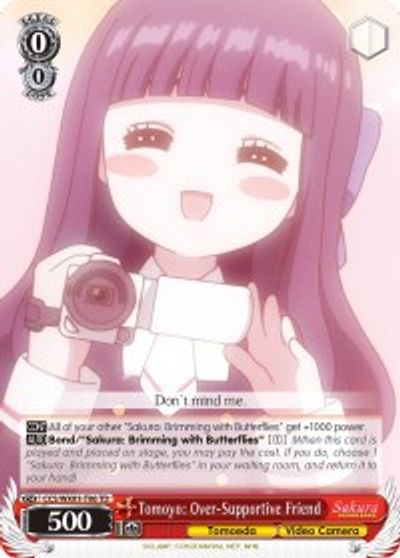 0
0
Don't mind me.
CONT All of your other "Sakura: Brimming with Butterflies" get +1000 power.
AUTO Bond/"Sakura: Brimming with Butterflies" [(0)] (When this card is
played and placed on stage, you may pay the cost. If you do, choose 1
"Sakura: Brimming with Butterflies" in your waiting room, and return it
to your hand.)
Tomoyo: Over-Supportive Friend
Sakura
500
Tomoeda
Video Camera